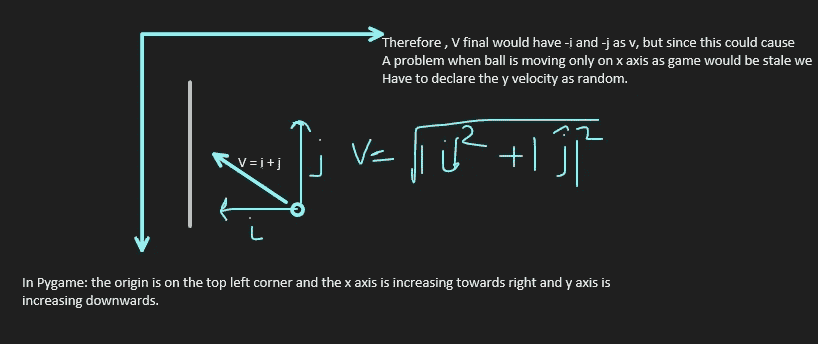 Therefore , V final would have -i and -j as v, but since this could cause
A problem when ball is moving only on x axis as game would be stale we
Have to declare the y velocity as random.
V = i + j
j
V= √|i|² + |j|²
i
In Pygame: the origin is on the top left corner and the x axis is increasing towards right and y axis is
increasing downwards.